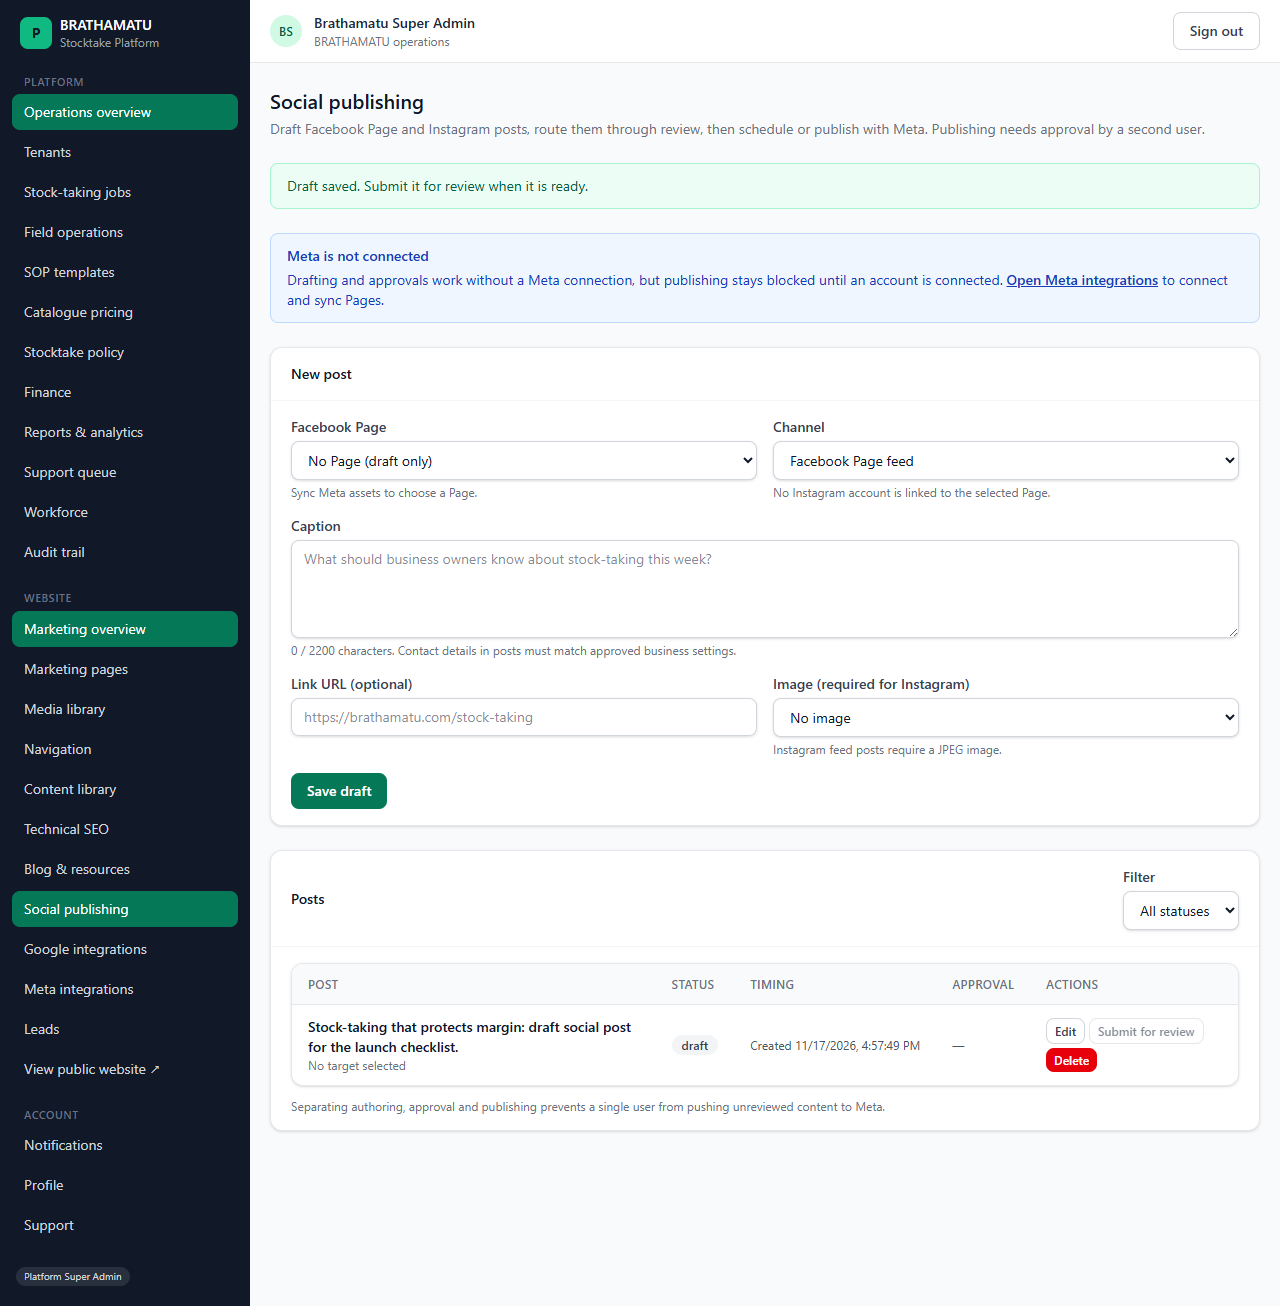 P
BRATHAMATU
Stocktake Platform
PLATFORM
Operations overview
Tenants
Stock-taking jobs
Field operations
SOP templates
Catalogue pricing
Stocktake policy
Finance
Reports & analytics
Support queue
Workforce
Audit trail
WEBSITE
Marketing overview
Marketing pages
Media library
Navigation
Content library
Technical SEO
Blog & resources
Social publishing
Google integrations
Meta integrations
Leads
View public website ↗
ACCOUNT
Notifications
Profile
Support
Platform Super Admin
BS
Brathamatu Super Admin
BRATHAMATU operations
Sign out
Social publishing
Draft Facebook Page and Instagram posts, route them through review, then schedule or publish with Meta. Publishing needs approval by a second user.
Draft saved. Submit it for review when it is ready.
Meta is not connected
Drafting and approvals work without a Meta connection, but publishing stays blocked until an account is connected. Open Meta integrations to connect
and sync Pages.
New post
Facebook Page
Channel
No Page (draft only)
Facebook Page feed
Sync Meta assets to choose a Page.
No Instagram account is linked to the selected Page.
Caption
What should business owners know about stock-taking this week?
0 / 2200 characters. Contact details in posts must match approved business settings.
Link URL (optional)
Image (required for Instagram)
https://brathamatu.com/stock-taking
No image
Instagram feed posts require a JPEG image.
Save draft
Posts
Filter
All statuses
POST STATUS TIMING APPROVAL ACTIONS
Stock-taking that protects margin: draft social post
for the launch checklist.
No target selected
draft
Created 11/17/2026, 4:57:49 PM
—
Edit
Submit for review
Delete
Separating authoring, approval and publishing prevents a single user from pushing unreviewed content to Meta.